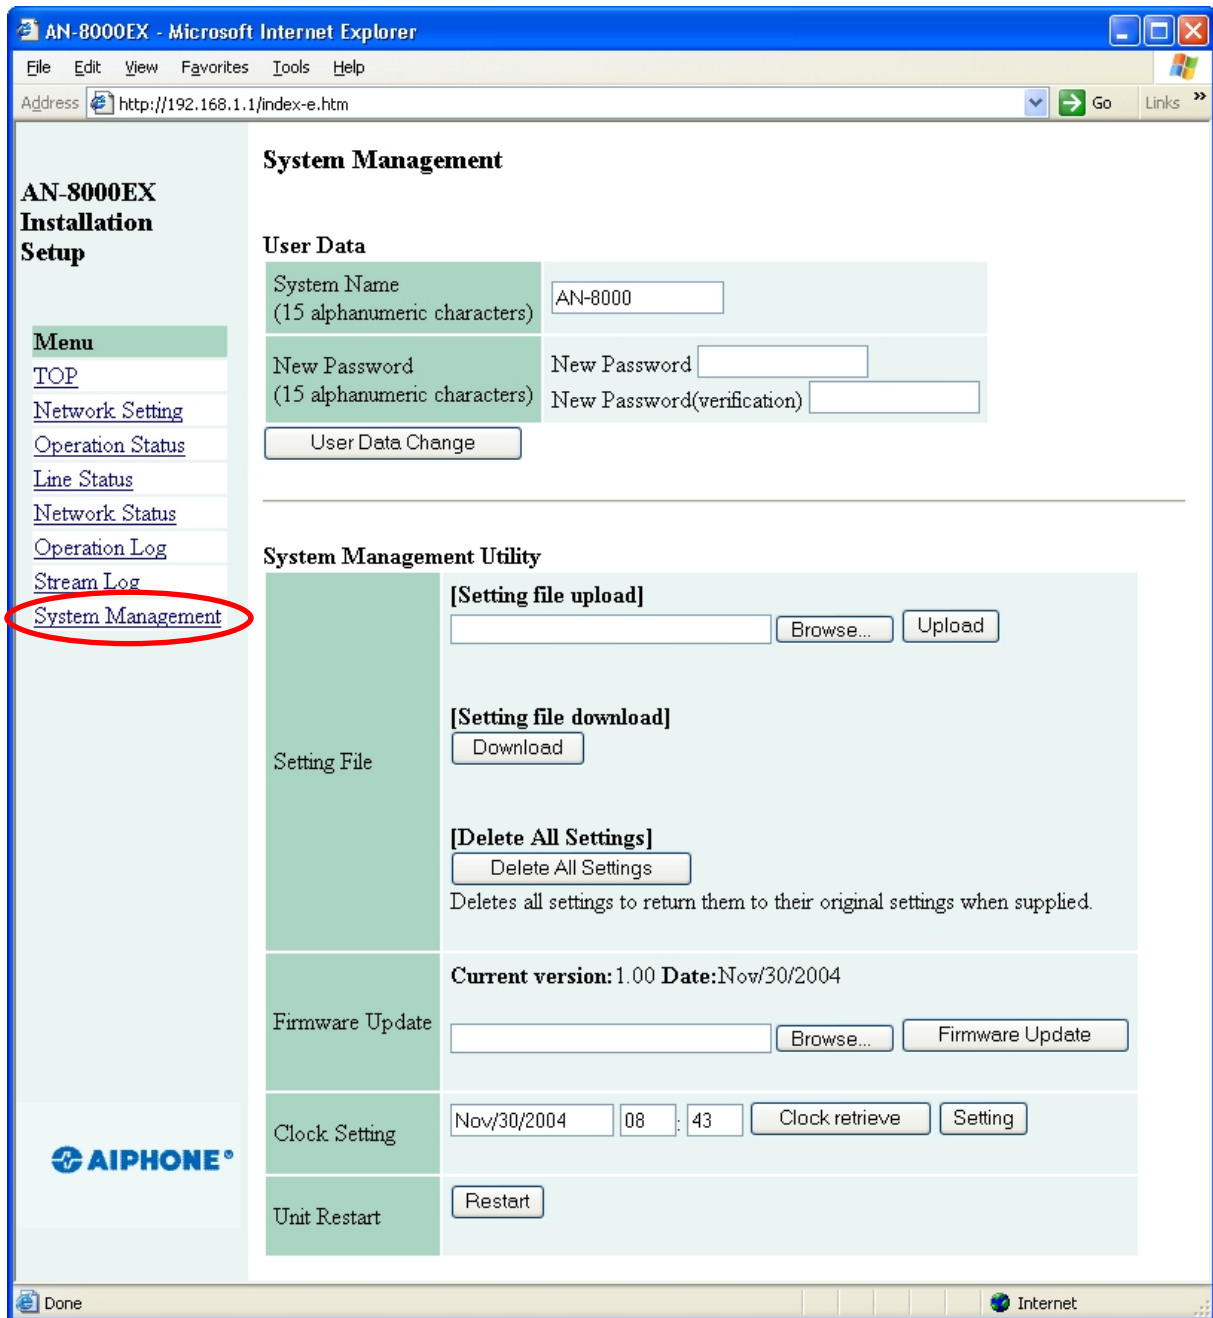 AN-8000EX - Microsoft Internet Explorer
File Edit View Favorites Tools Help
Address http://192.168.1.1/index-e.htm Go Links »
AN-8000EX
Installation
Setup
Menu
TOP
Network Setting
Operation Status
Line Status
Network Status
Operation Log
Stream Log
System Management
AIPHONE®
System Management
User Data
System Name
(15 alphanumeric characters)
AN-8000
New Password
(15 alphanumeric characters)
New Password
New Password(verification)
User Data Change
System Management Utility
Setting File
[Setting file upload]
Browse... Upload
[Setting file download]
Download
[Delete All Settings]
Delete All Settings
Deletes all settings to return them to their original settings when supplied.
Firmware Update
Current version:1.00 Date:Nov/30/2004
Browse... Firmware Update
Clock Setting
Nov/30/2004 08 : 43 Clock retrieve Setting
Unit Restart
Restart
Done Internet